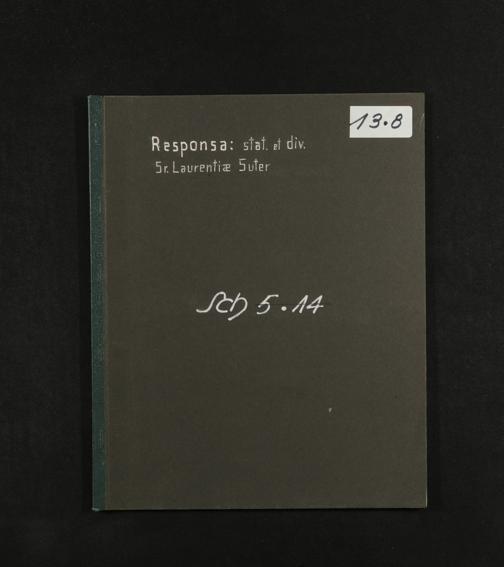 13.8
Responsa: stat. et div.
Sr. Laurentiæ Suter
Sch 5.14